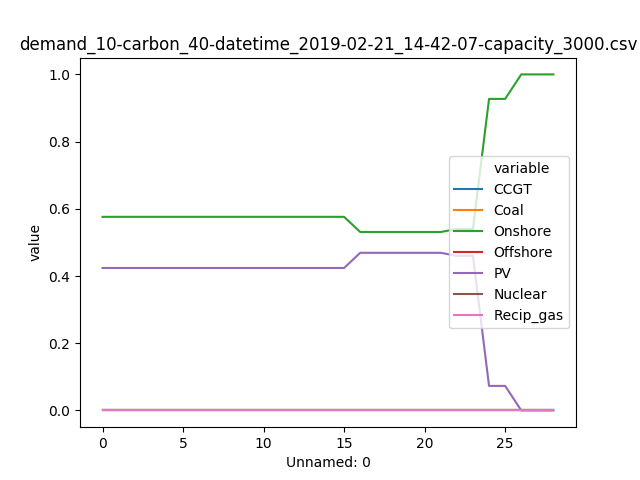 demand_10-carbon_40-datetime_2019-02-21_14-42-07-capacity_3000.csv
1.0
0.8
0.6
0.4
0.2
0.0
value
variable
CCGT
Coal
Onshore
Offshore
PV
Nuclear
Recip_gas
0 5 10 15 20 25
Unnamed: 0